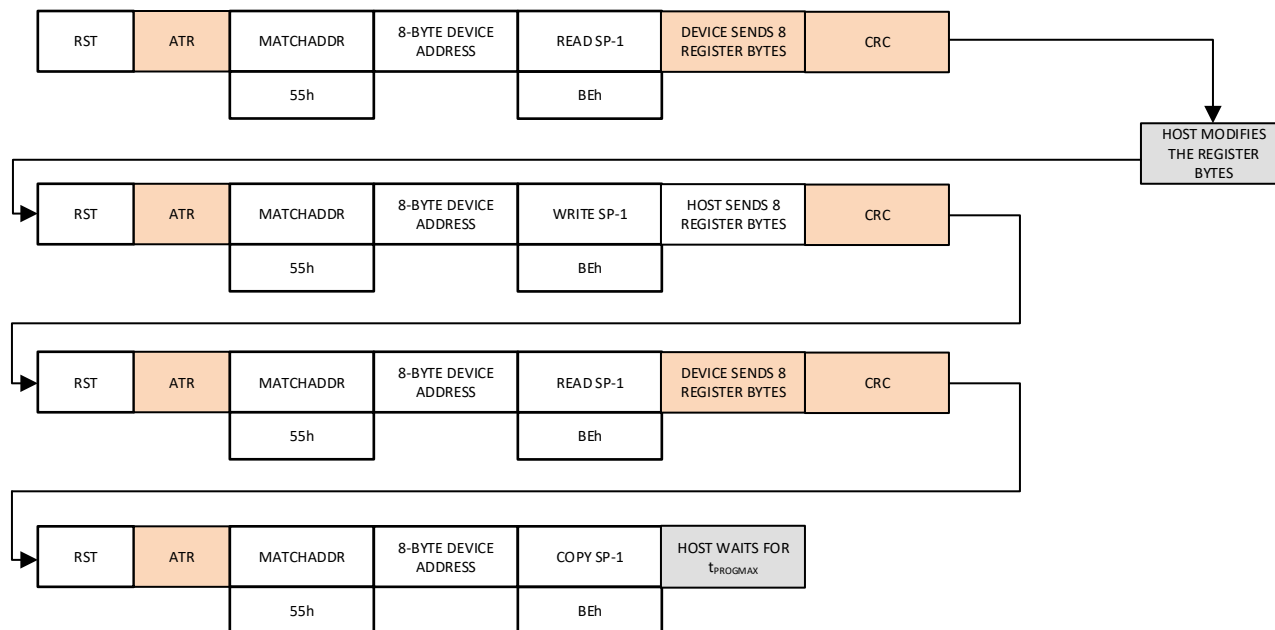 RST
ATR
MATCHADDR
8-BYTE DEVICE
ADDRESS
READ SP-1
DEVICE SENDS 8
REGISTER BYTES
CRC
55h
BEh
HOST MODIFIES
THE REGISTER
BYTES
RST
ATR
MATCHADDR
8-BYTE DEVICE
ADDRESS
WRITE SP-1
HOST SENDS 8
REGISTER BYTES
CRC
55h
BEh
RST
ATR
MATCHADDR
8-BYTE DEVICE
ADDRESS
READ SP-1
DEVICE SENDS 8
REGISTER BYTES
CRC
55h
BEh
RST
ATR
MATCHADDR
8-BYTE DEVICE
ADDRESS
COPY SP-1
HOST WAITS FOR
tPROGMAX
55h
BEh